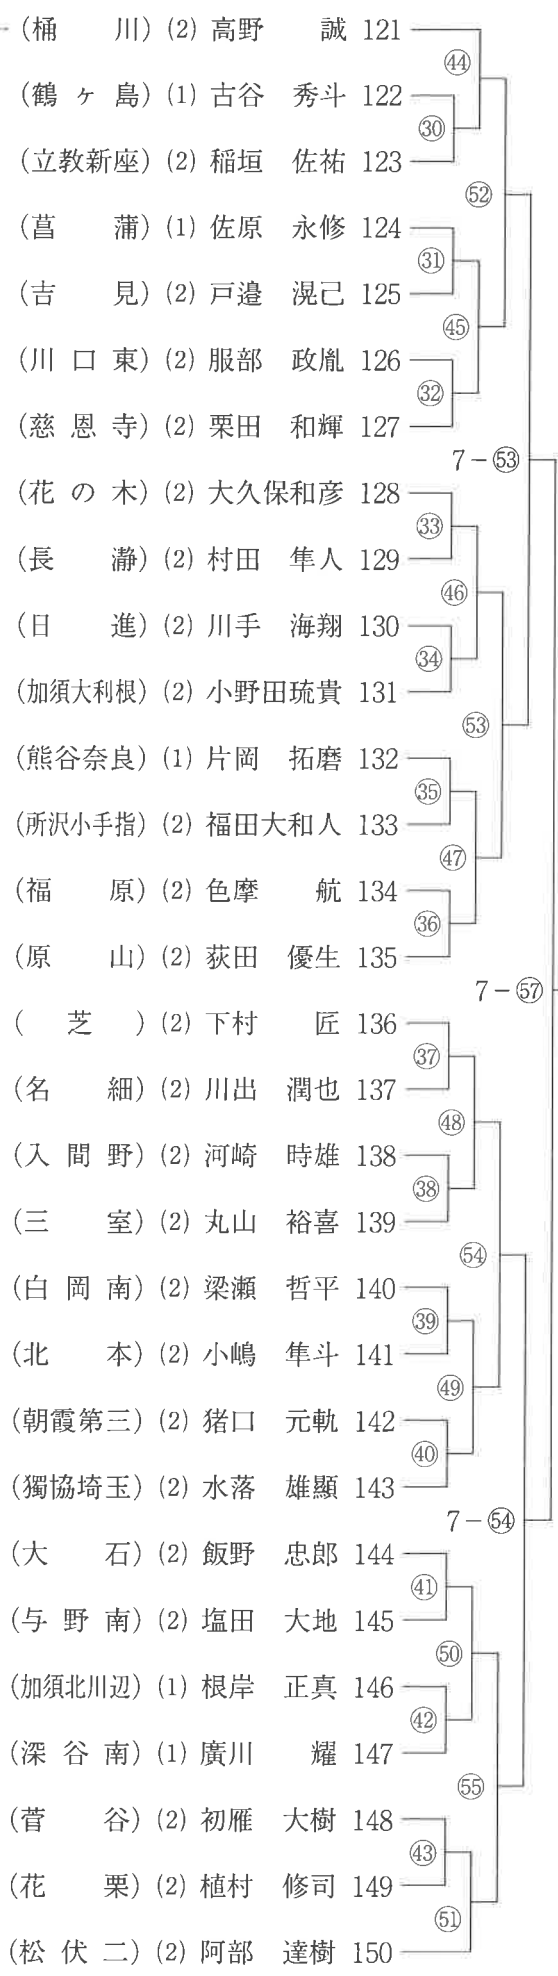 (桶川) (2) 高野 誠 121
(鶴ヶ島) (1) 古谷 秀斗 122
(立教新座) (2) 稲垣 佐祐 123
(菖蒲) (1) 佐原 永修 124
(吉見) (2) 戸邉 滉己 125
(川口東) (2) 服部 政胤 126
(慈恩寺) (2) 栗田 和輝 127
(花の木) (2) 大久保和彦 128
(長瀞) (2) 村田 隼人 129
(日進) (2) 川手 海翔 130
(加須大利根) (2) 小野田琉貴 131
(熊谷奈良) (1) 片岡 拓磨 132
(所沢小手指) (2) 福田大和人 133
(福原) (2) 色摩 航 134
(原山) (2) 荻田 優生 135
(芝) (2) 下村 匠 136
(名細) (2) 川出 潤也 137
(入間野) (2) 河崎 時雄 138
(三室) (2) 丸山 裕喜 139
(白岡南) (2) 梁瀬 哲平 140
(北本) (2) 小嶋 隼斗 141
(朝霞第三) (2) 猪口 元軌 142
(獨協埼玉) (2) 水落 雄顯 143
(大石) (2) 飯野 忠郎 144
(与野南) (2) 塩田 大地 145
(加須北川辺) (1) 根岸 正真 146
(深谷南) (1) 廣川 耀 147
(菅谷) (2) 初雁 大樹 148
(花栗) (2) 植村 修司 149
(松伏二) (2) 阿部 達樹 150
㊹
㉚
52
㉛
㊺
㉜
7-53
㉝
㊻
㉞
53
㉟
㊼
㊱
7-57
㊲
㊽
㊳
54
㊴
㊾
㊵
7-54
㊶
㊿
㊷
55
㊸
51